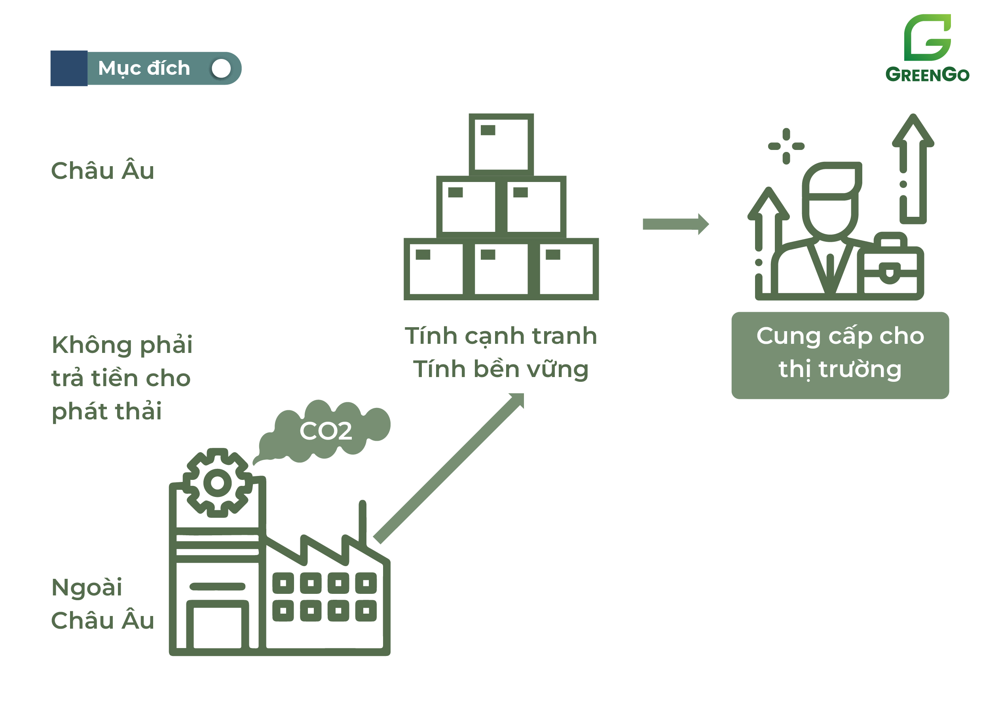 Mục đích
GREENGO
Châu Âu
Không phải
trả tiền cho
phát thải
Tính cạnh tranh
Tính bền vững
Cung cấp cho
thị trường
CO2
Ngoài
Châu Âu